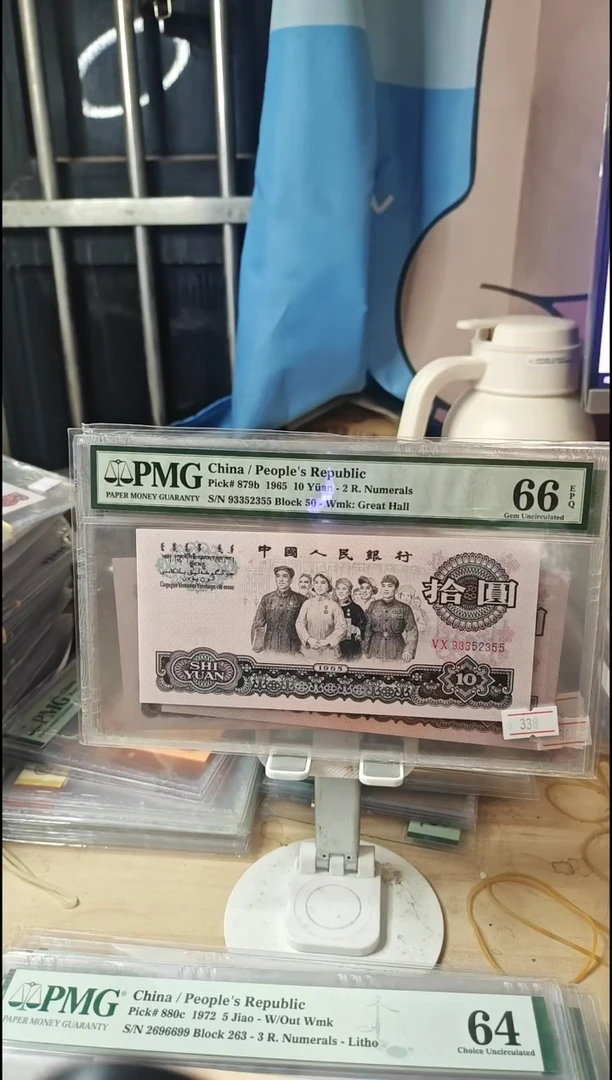 PMG
PAPER MONEY GUARANTY
China / People's Republic
Pick# 879b 1965 10 Yüan - 2 R. Numerals
S/N 93352355 Block 50 - Wmk: Great Hall
66
EPQ
Gem Uncirculated
中國人民銀行
拾圓
VX 93352355
SHI
YUAN
1965
10
338
PMG
PMG
PAPER MONEY GUARANTY
China / People's Republic
Pick# 880c 1972 5 Jiao - W/Out Wmk
S/N 2696699 Block 263 - 3 R. Numerals - Litho
64
Choice Uncirculated